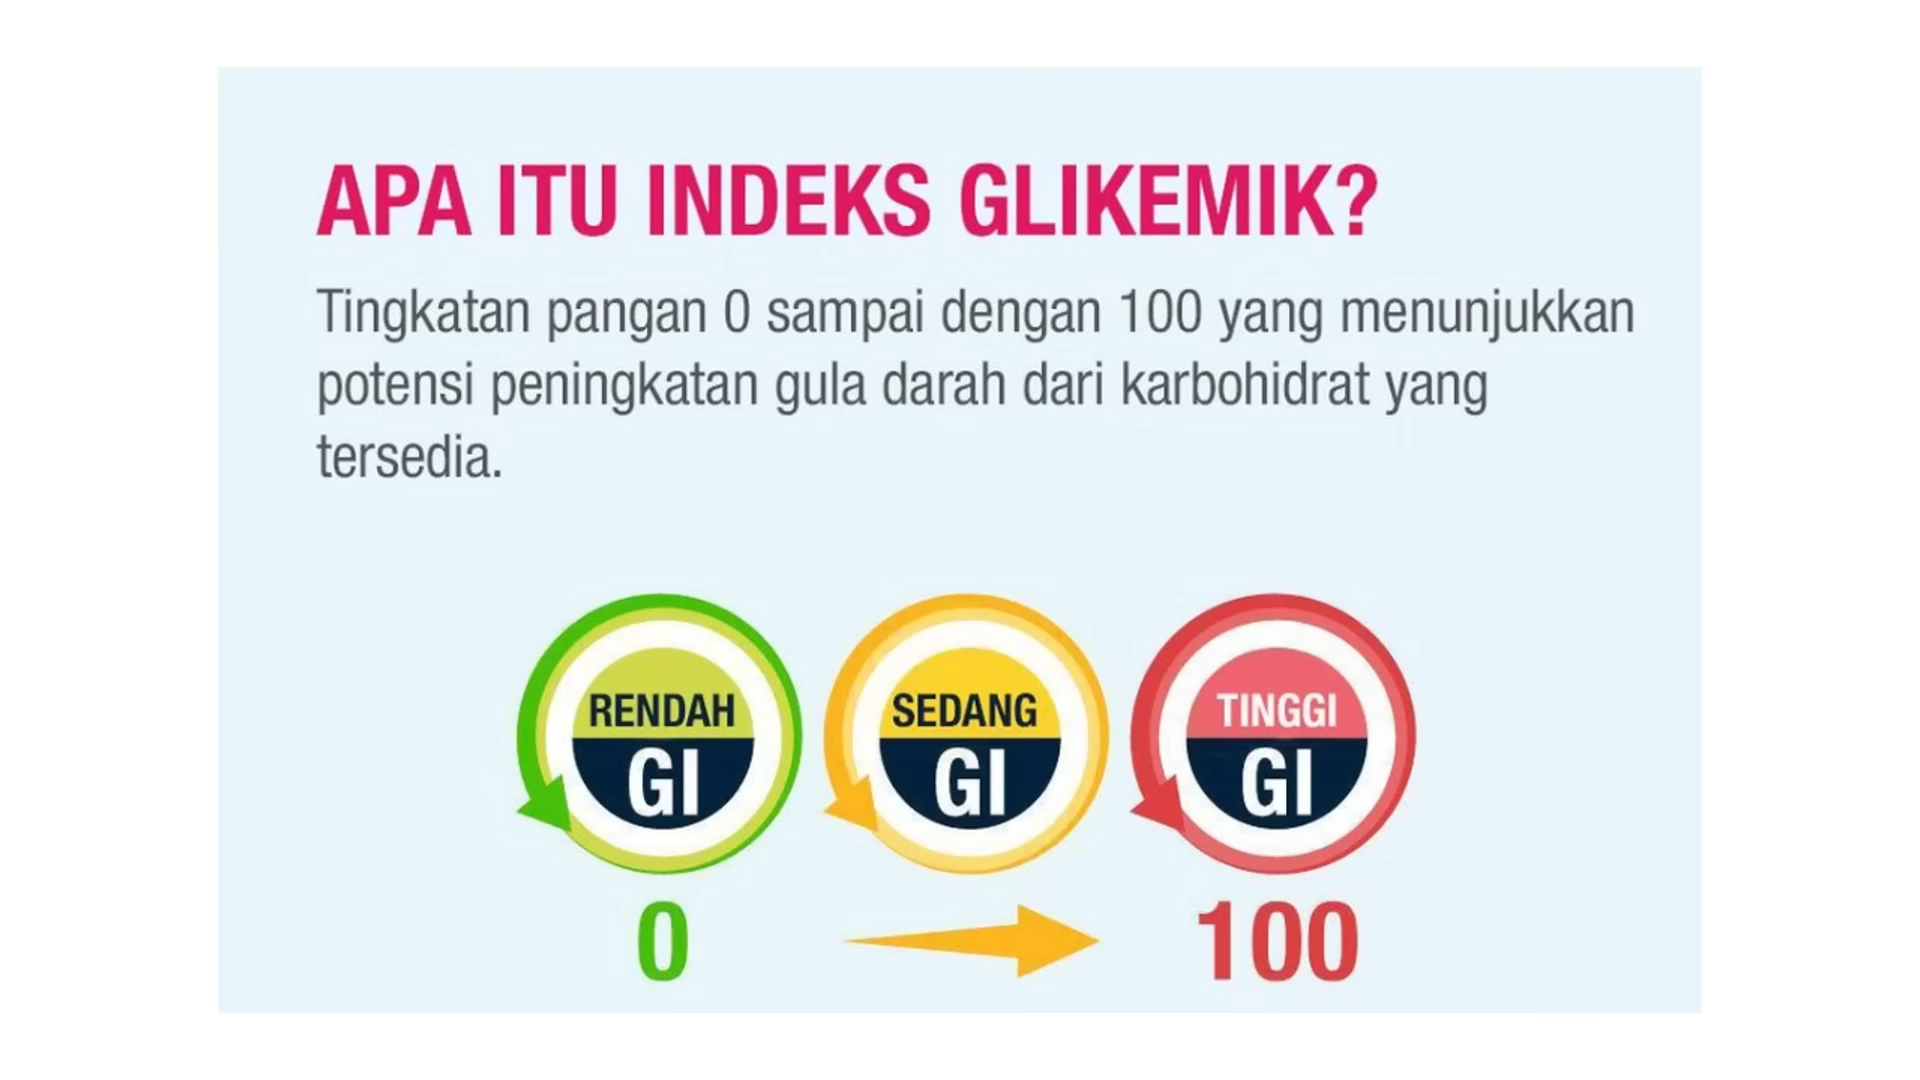 APA ITU INDEKS GLIKEMIK?
Tingkatan pangan 0 sampai dengan 100 yang menunjukkan
potensi peningkatan gula darah dari karbohidrat yang
tersedia.
RENDAH
GI
SEDANG
GI
TINGGI
GI
0
100